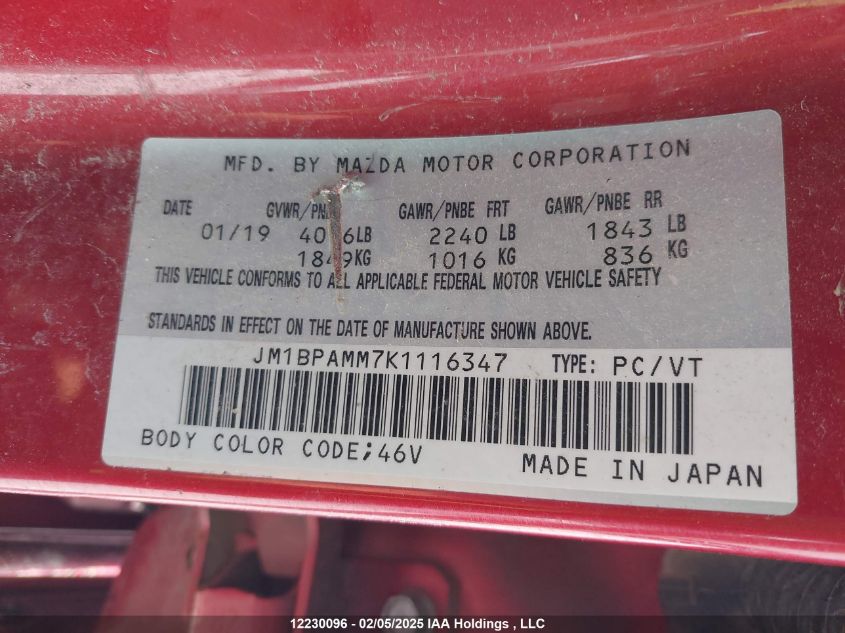 MFD. BY MAZDA MOTOR CORPORATION
DATE GAWR/PNBE FRT GAWR/PNBE RR
01/19 2240 LB 1843 LB
1849KG 1016 KG 836 KG
THIS VEHICLE CONFORMS TO ALL APPLICABLE FEDERAL MOTOR VEHICLE SAFETY
STANDARDS IN EFFECT ON THE DATE OF MANUFACTURE SHOWN ABOVE.
JM1BPAMM7K1116347 TYPE: PC/VT
BODY COLOR CODE;46V
MADE IN JAPAN
12230096 - 02/05/2025 IAA Holdings , LLC